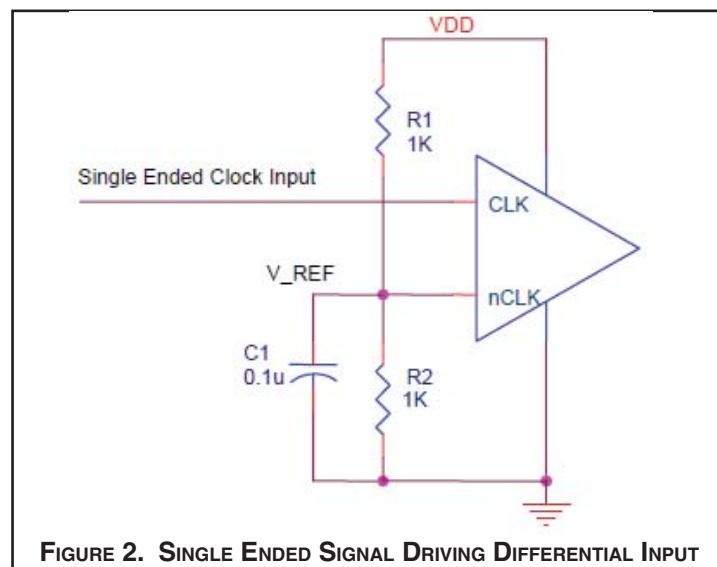 VDD
R1
1K
Single Ended Clock Input
CLK
V_REF
nCLK
C1
0.1u
R2
1K
FIGURE 2. SINGLE ENDED SIGNAL DRIVING DIFFERENTIAL INPUT